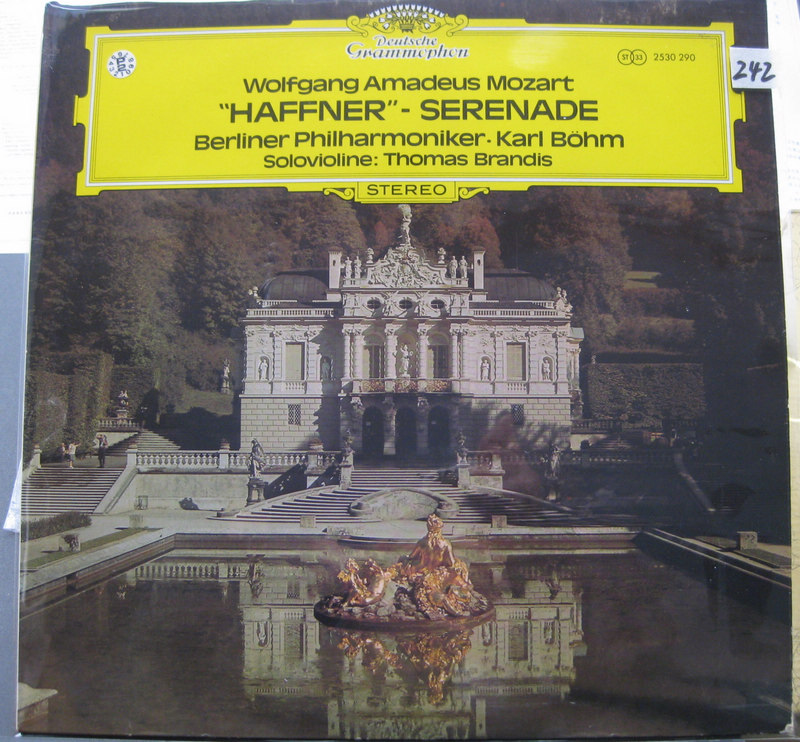 Deutsche
Grammophon
ST 33 2530 290
242
Wolfgang Amadeus Mozart
"HAFFNER"- SERENADE
Berliner Philharmoniker · Karl Böhm
Solovioline: Thomas Brandis
STEREO